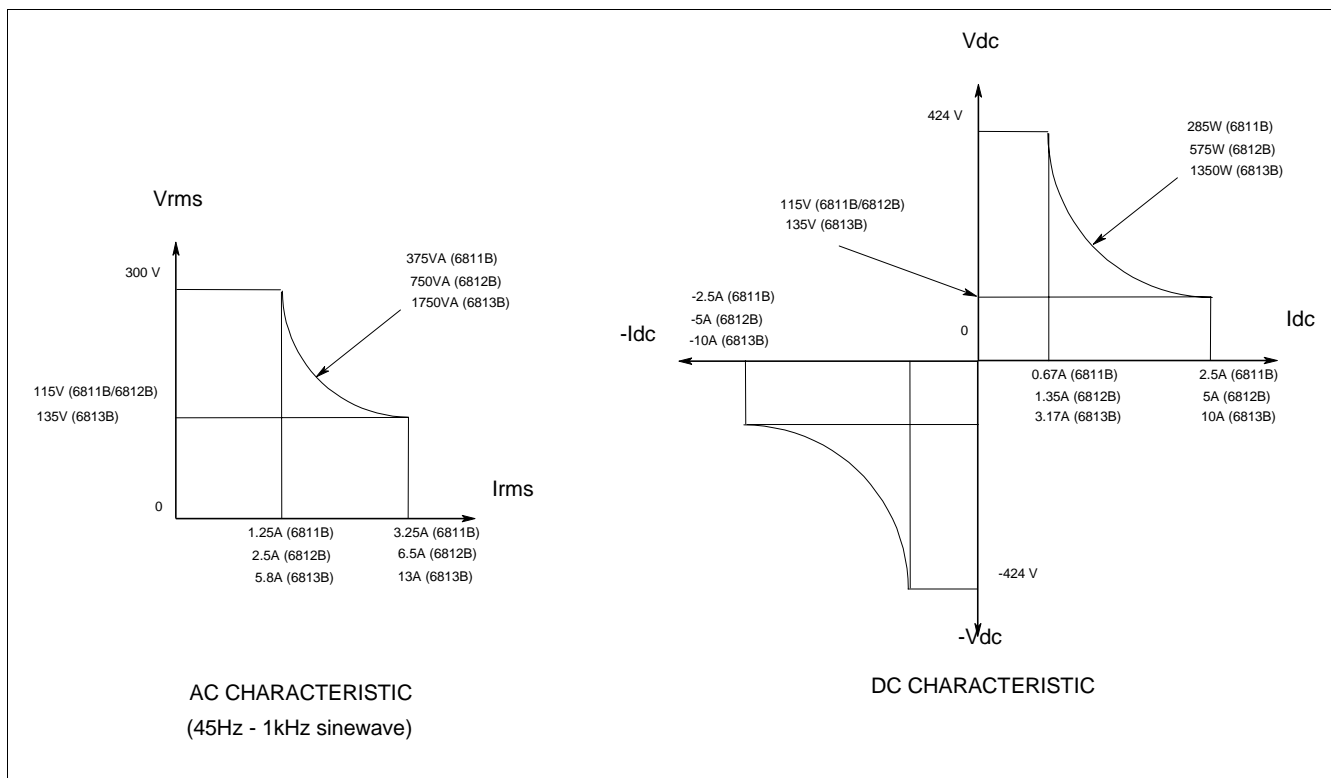 Vrms
300 V
375VA (6811B)
750VA (6812B)
1750VA (6813B)
115V (6811B/6812B)
135V (6813B)
0
Irms
1.25A (6811B)
2.5A (6812B)
5.8A (6813B)
3.25A (6811B)
6.5A (6812B)
13A (6813B)
AC CHARACTERISTIC
(45Hz - 1kHz sinewave)
Vdc
424 V
285W (6811B)
575W (6812B)
1350W (6813B)
115V (6811B/6812B)
135V (6813B)
-2.5A (6811B)
-5A (6812B)
-10A (6813B)
-Idc
0
Idc
0.67A (6811B)
1.35A (6812B)
3.17A (6813B)
2.5A (6811B)
5A (6812B)
10A (6813B)
-424 V
-Vdc
DC CHARACTERISTIC